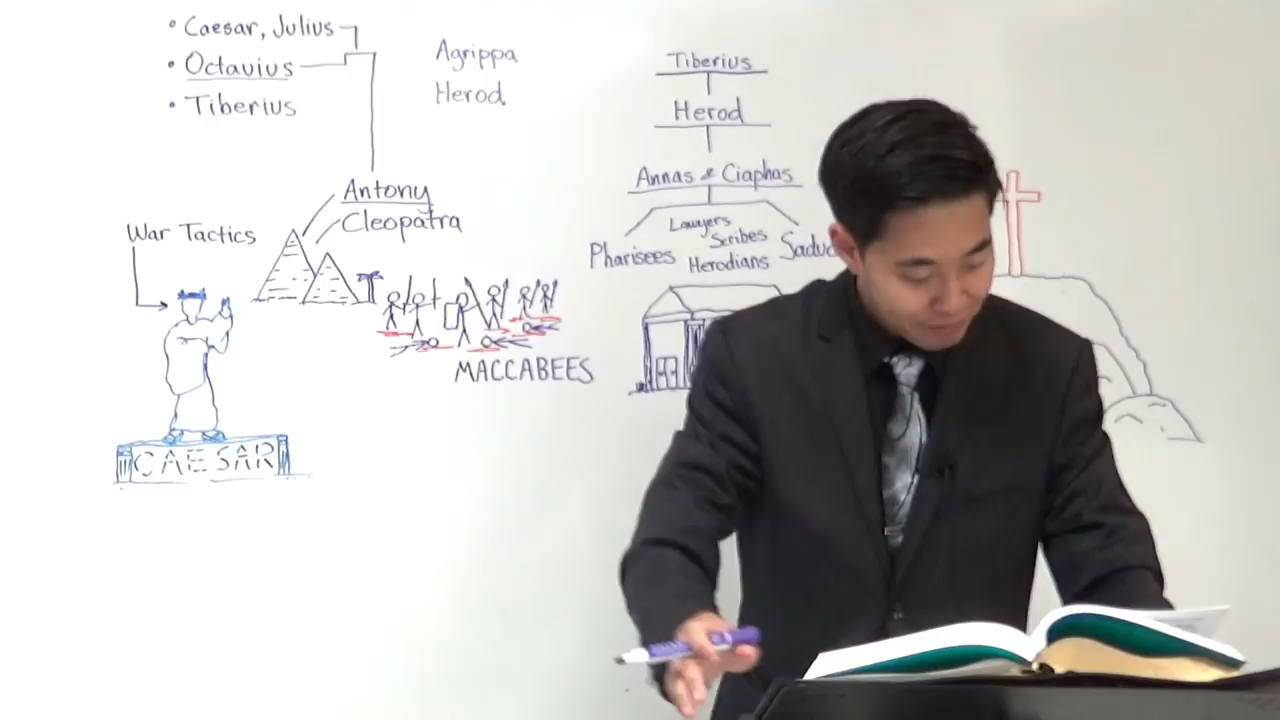 • Caesar, Julius
• Octavius
• Tiberius
Agrippa
Herod.
Antony
Cleopatra
War Tactics
CAESAR
MACCABEES
Tiberius
Herod
Annas & Ciaphas
Lawyers
Scribes
Pharisees
Herodians
Saduc